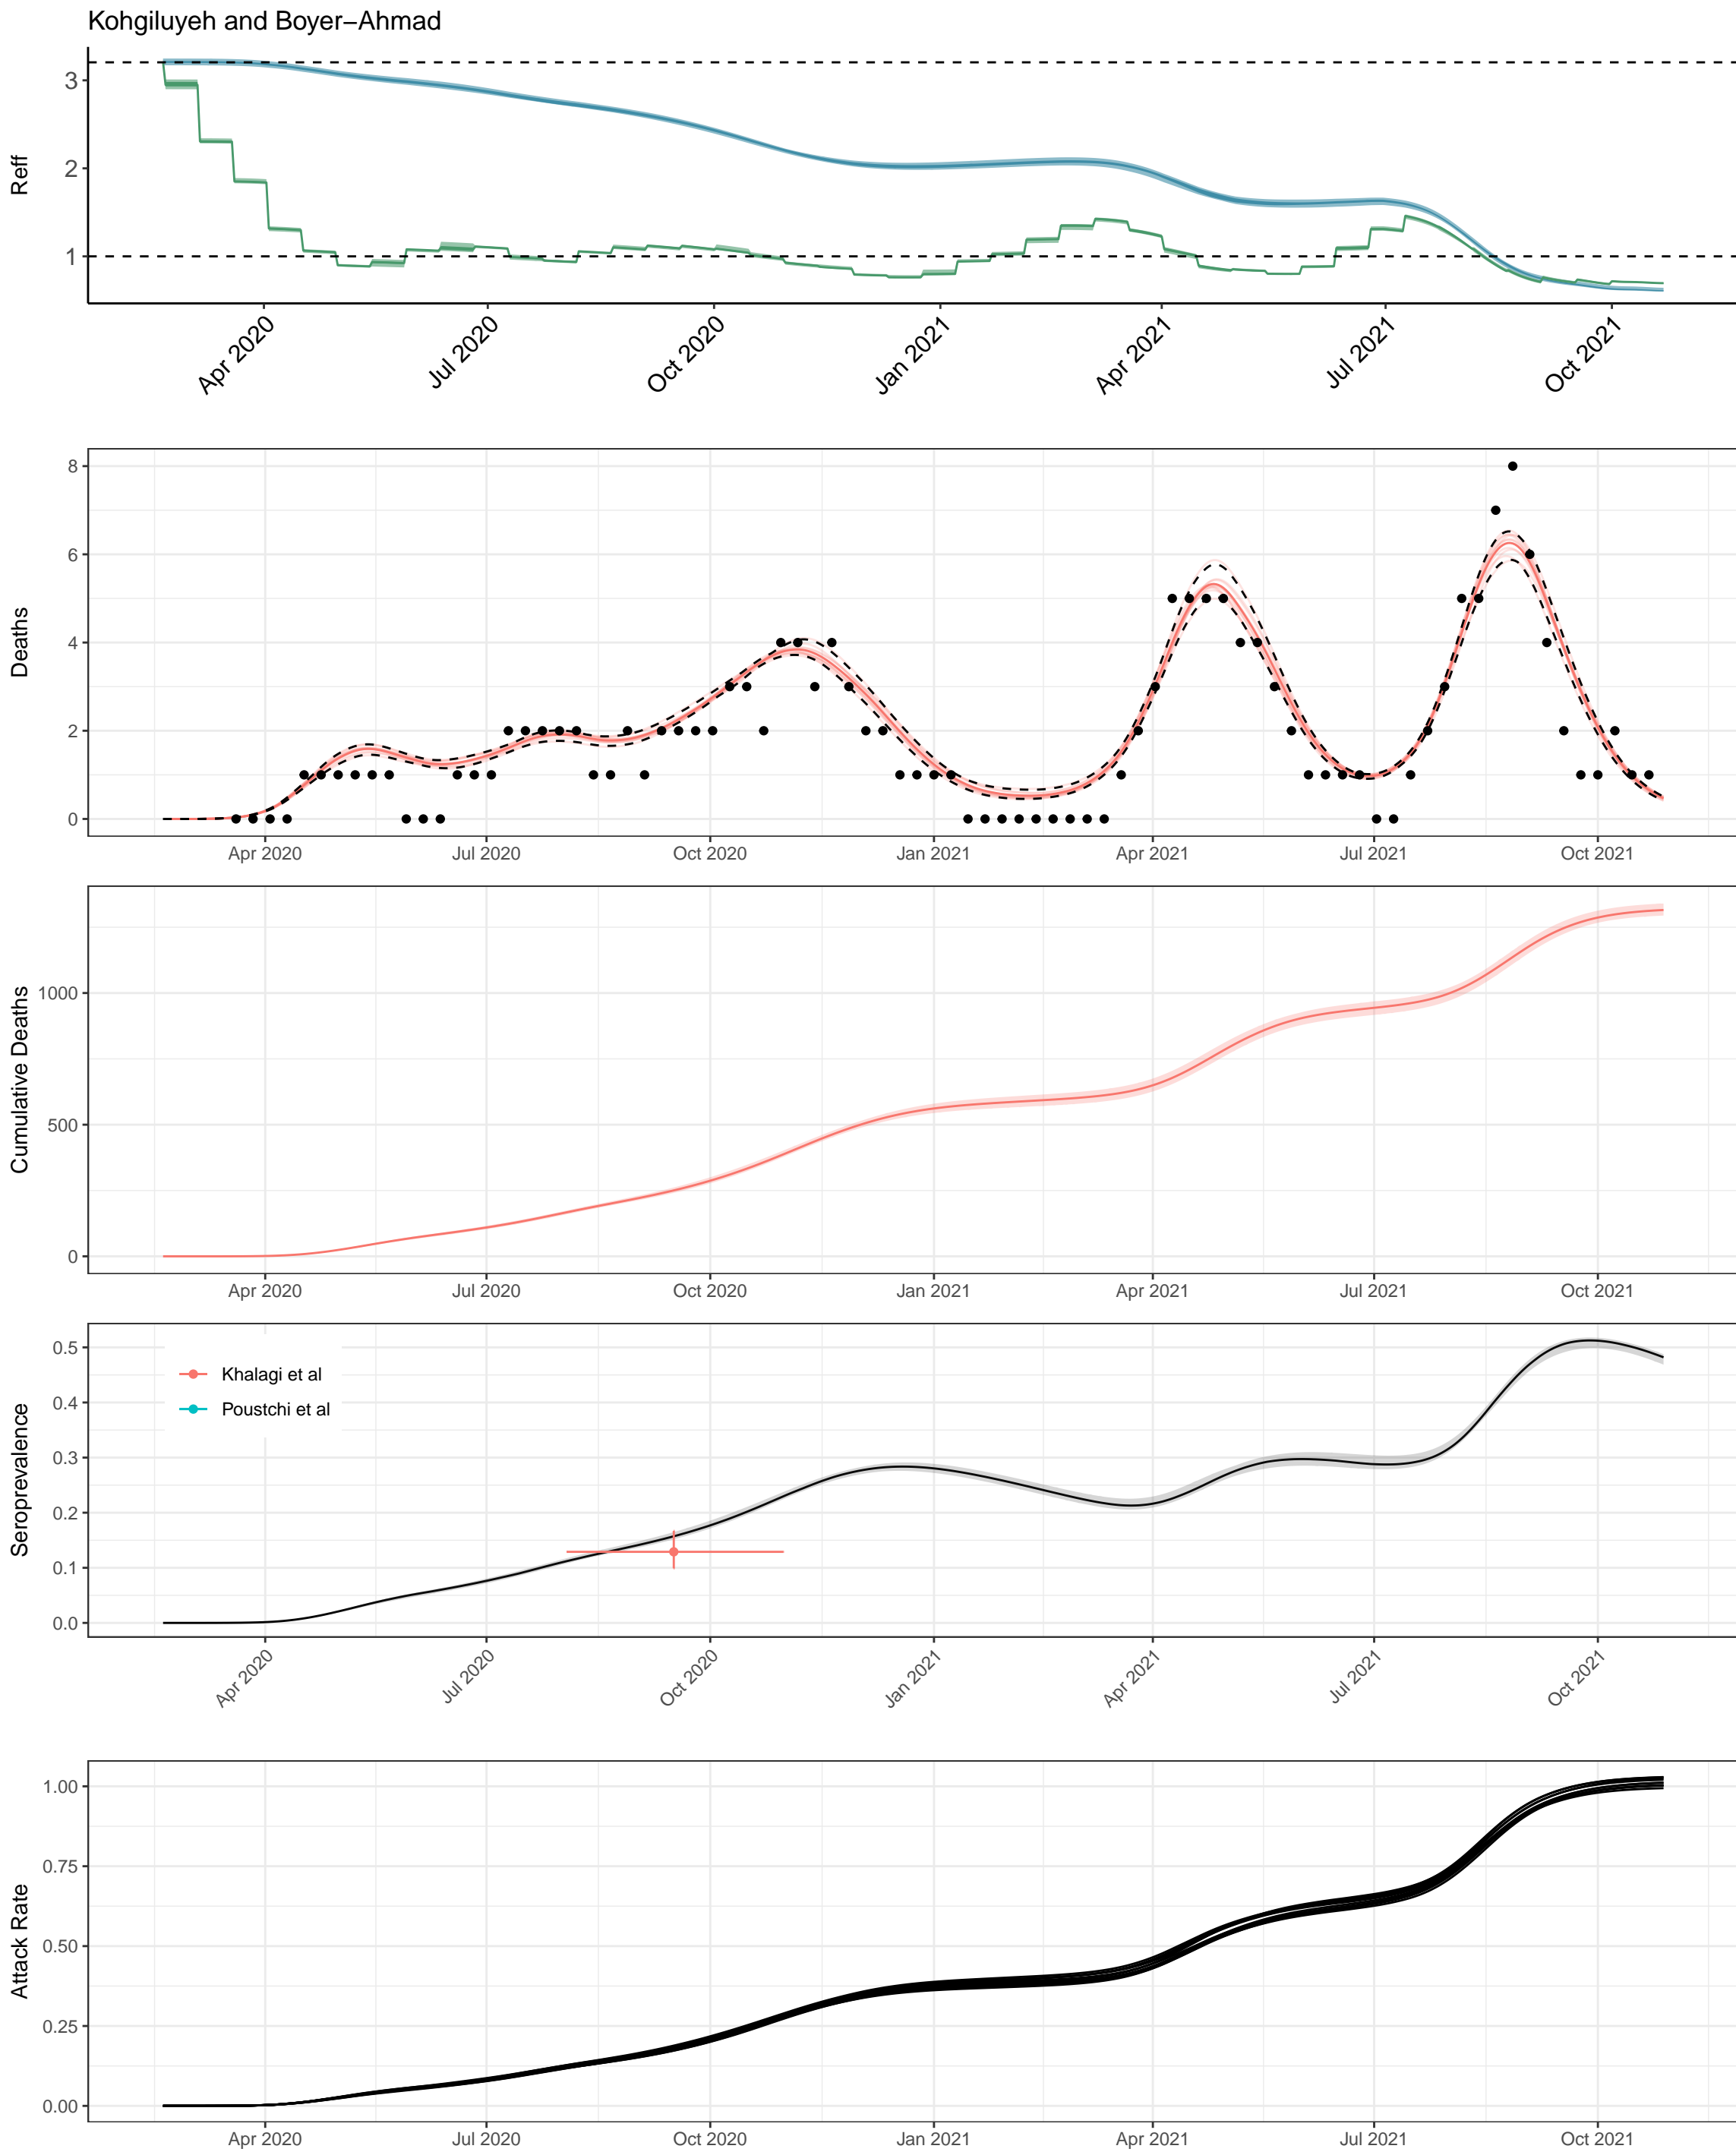 Kohgiluyeh and Boyer−Ahmad
Reff
3
2
1
Apr 2020
Jul 2020
Oct 2020
Jan 2021
Apr 2021
Jul 2021
Oct 2021
Deaths
8
6
4
2
0
Apr 2020
Jul 2020
Oct 2020
Jan 2021
Apr 2021
Jul 2021
Oct 2021
Cumulative Deaths
1000
500
0
Apr 2020
Jul 2020
Oct 2020
Jan 2021
Apr 2021
Jul 2021
Oct 2021
Seroprevalence
0.5
0.4
0.3
0.2
0.1
0.0
Khalagi et al
Poustchi et al
Apr 2020
Jul 2020
Oct 2020
Jan 2021
Apr 2021
Jul 2021
Oct 2021
Attack Rate
1.00
0.75
0.50
0.25
0.00
Apr 2020
Jul 2020
Oct 2020
Jan 2021
Apr 2021
Jul 2021
Oct 2021